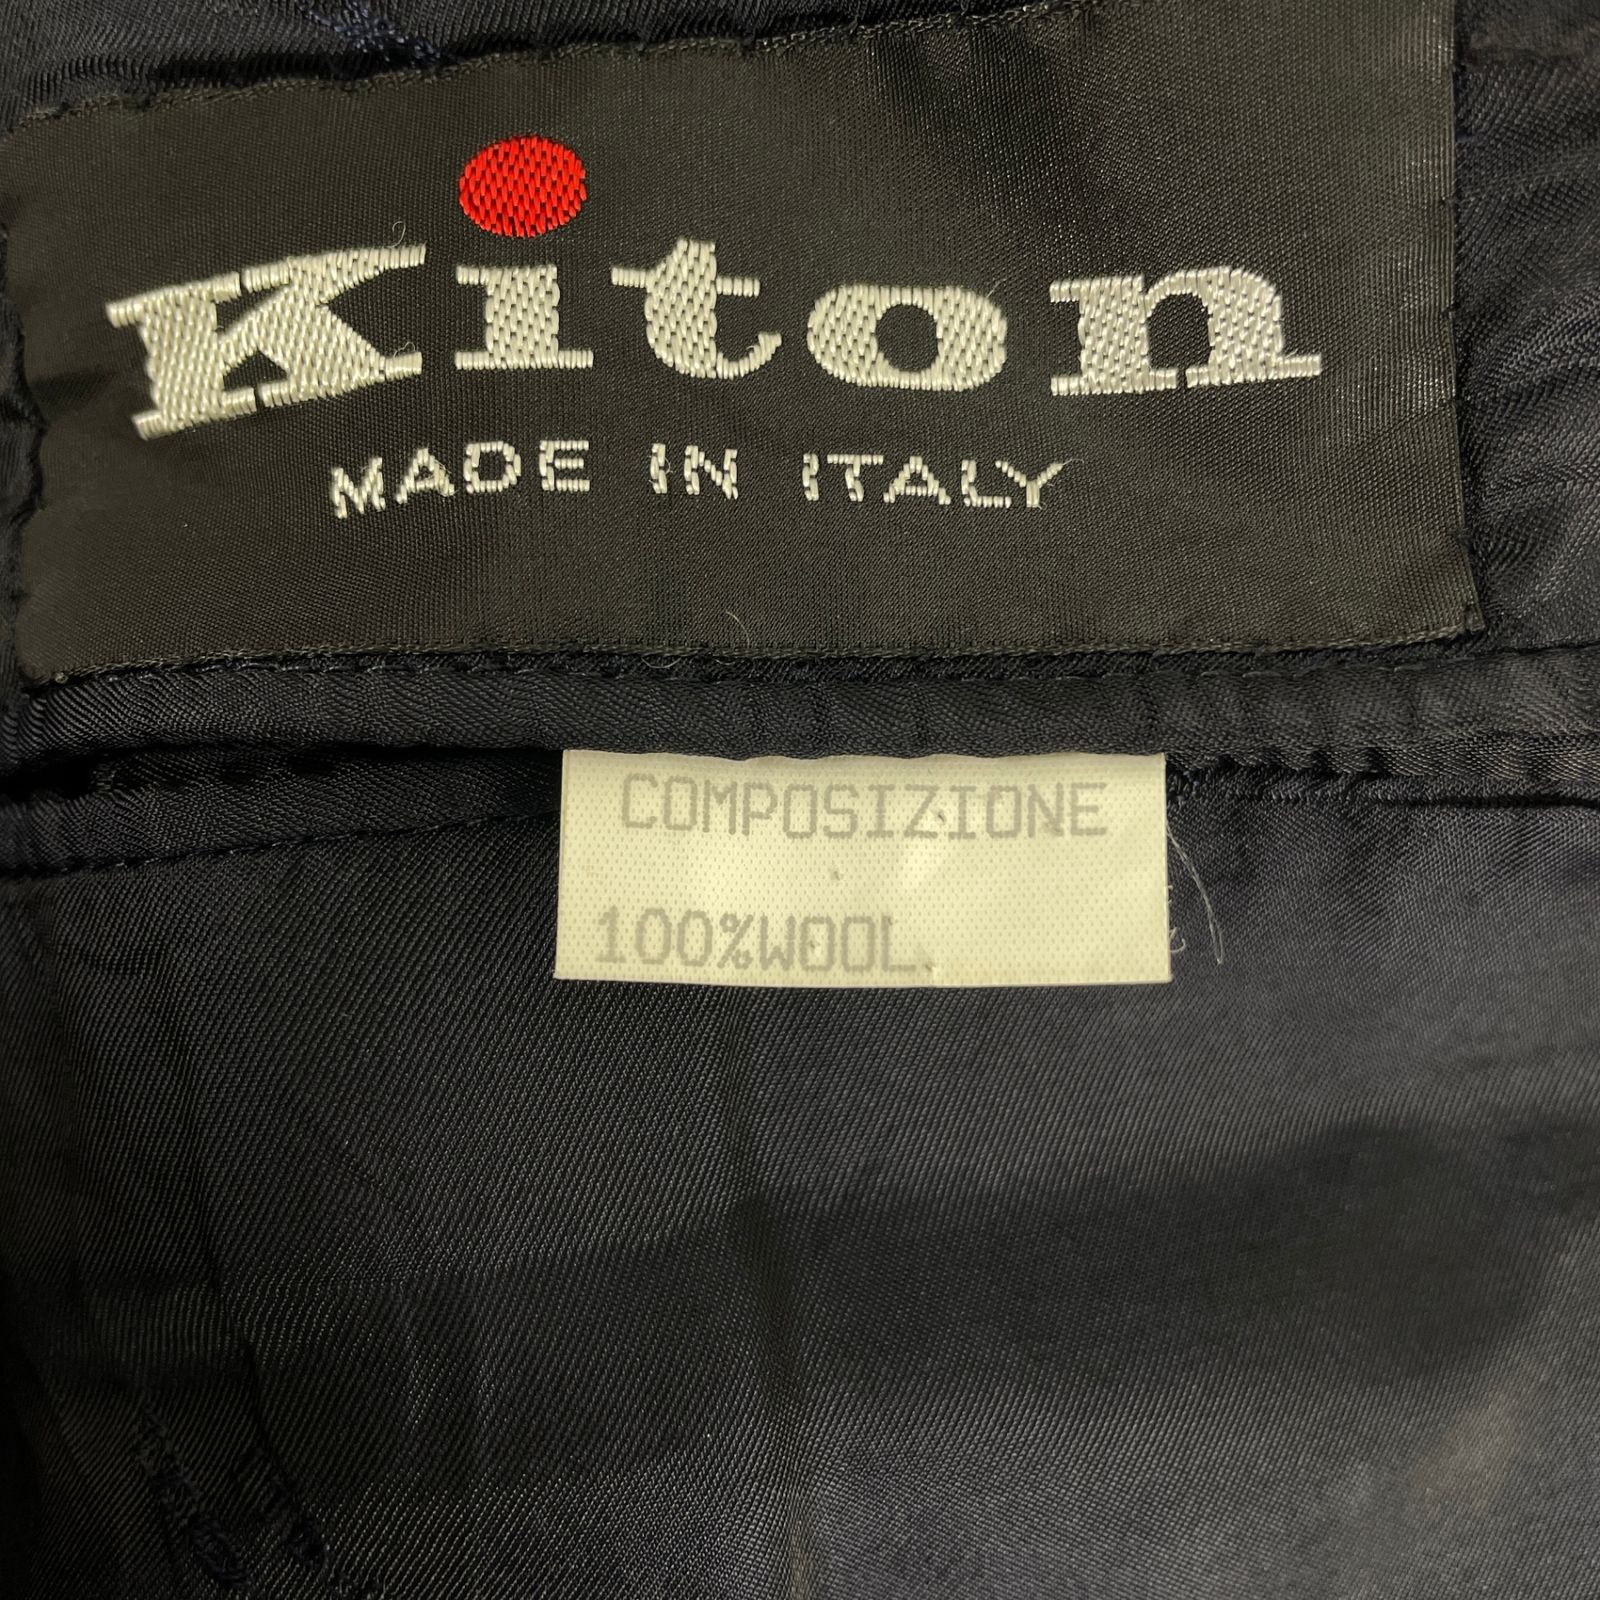 Kiton
MADE IN ITALY
COMPOSIZIONE
100%WOOL